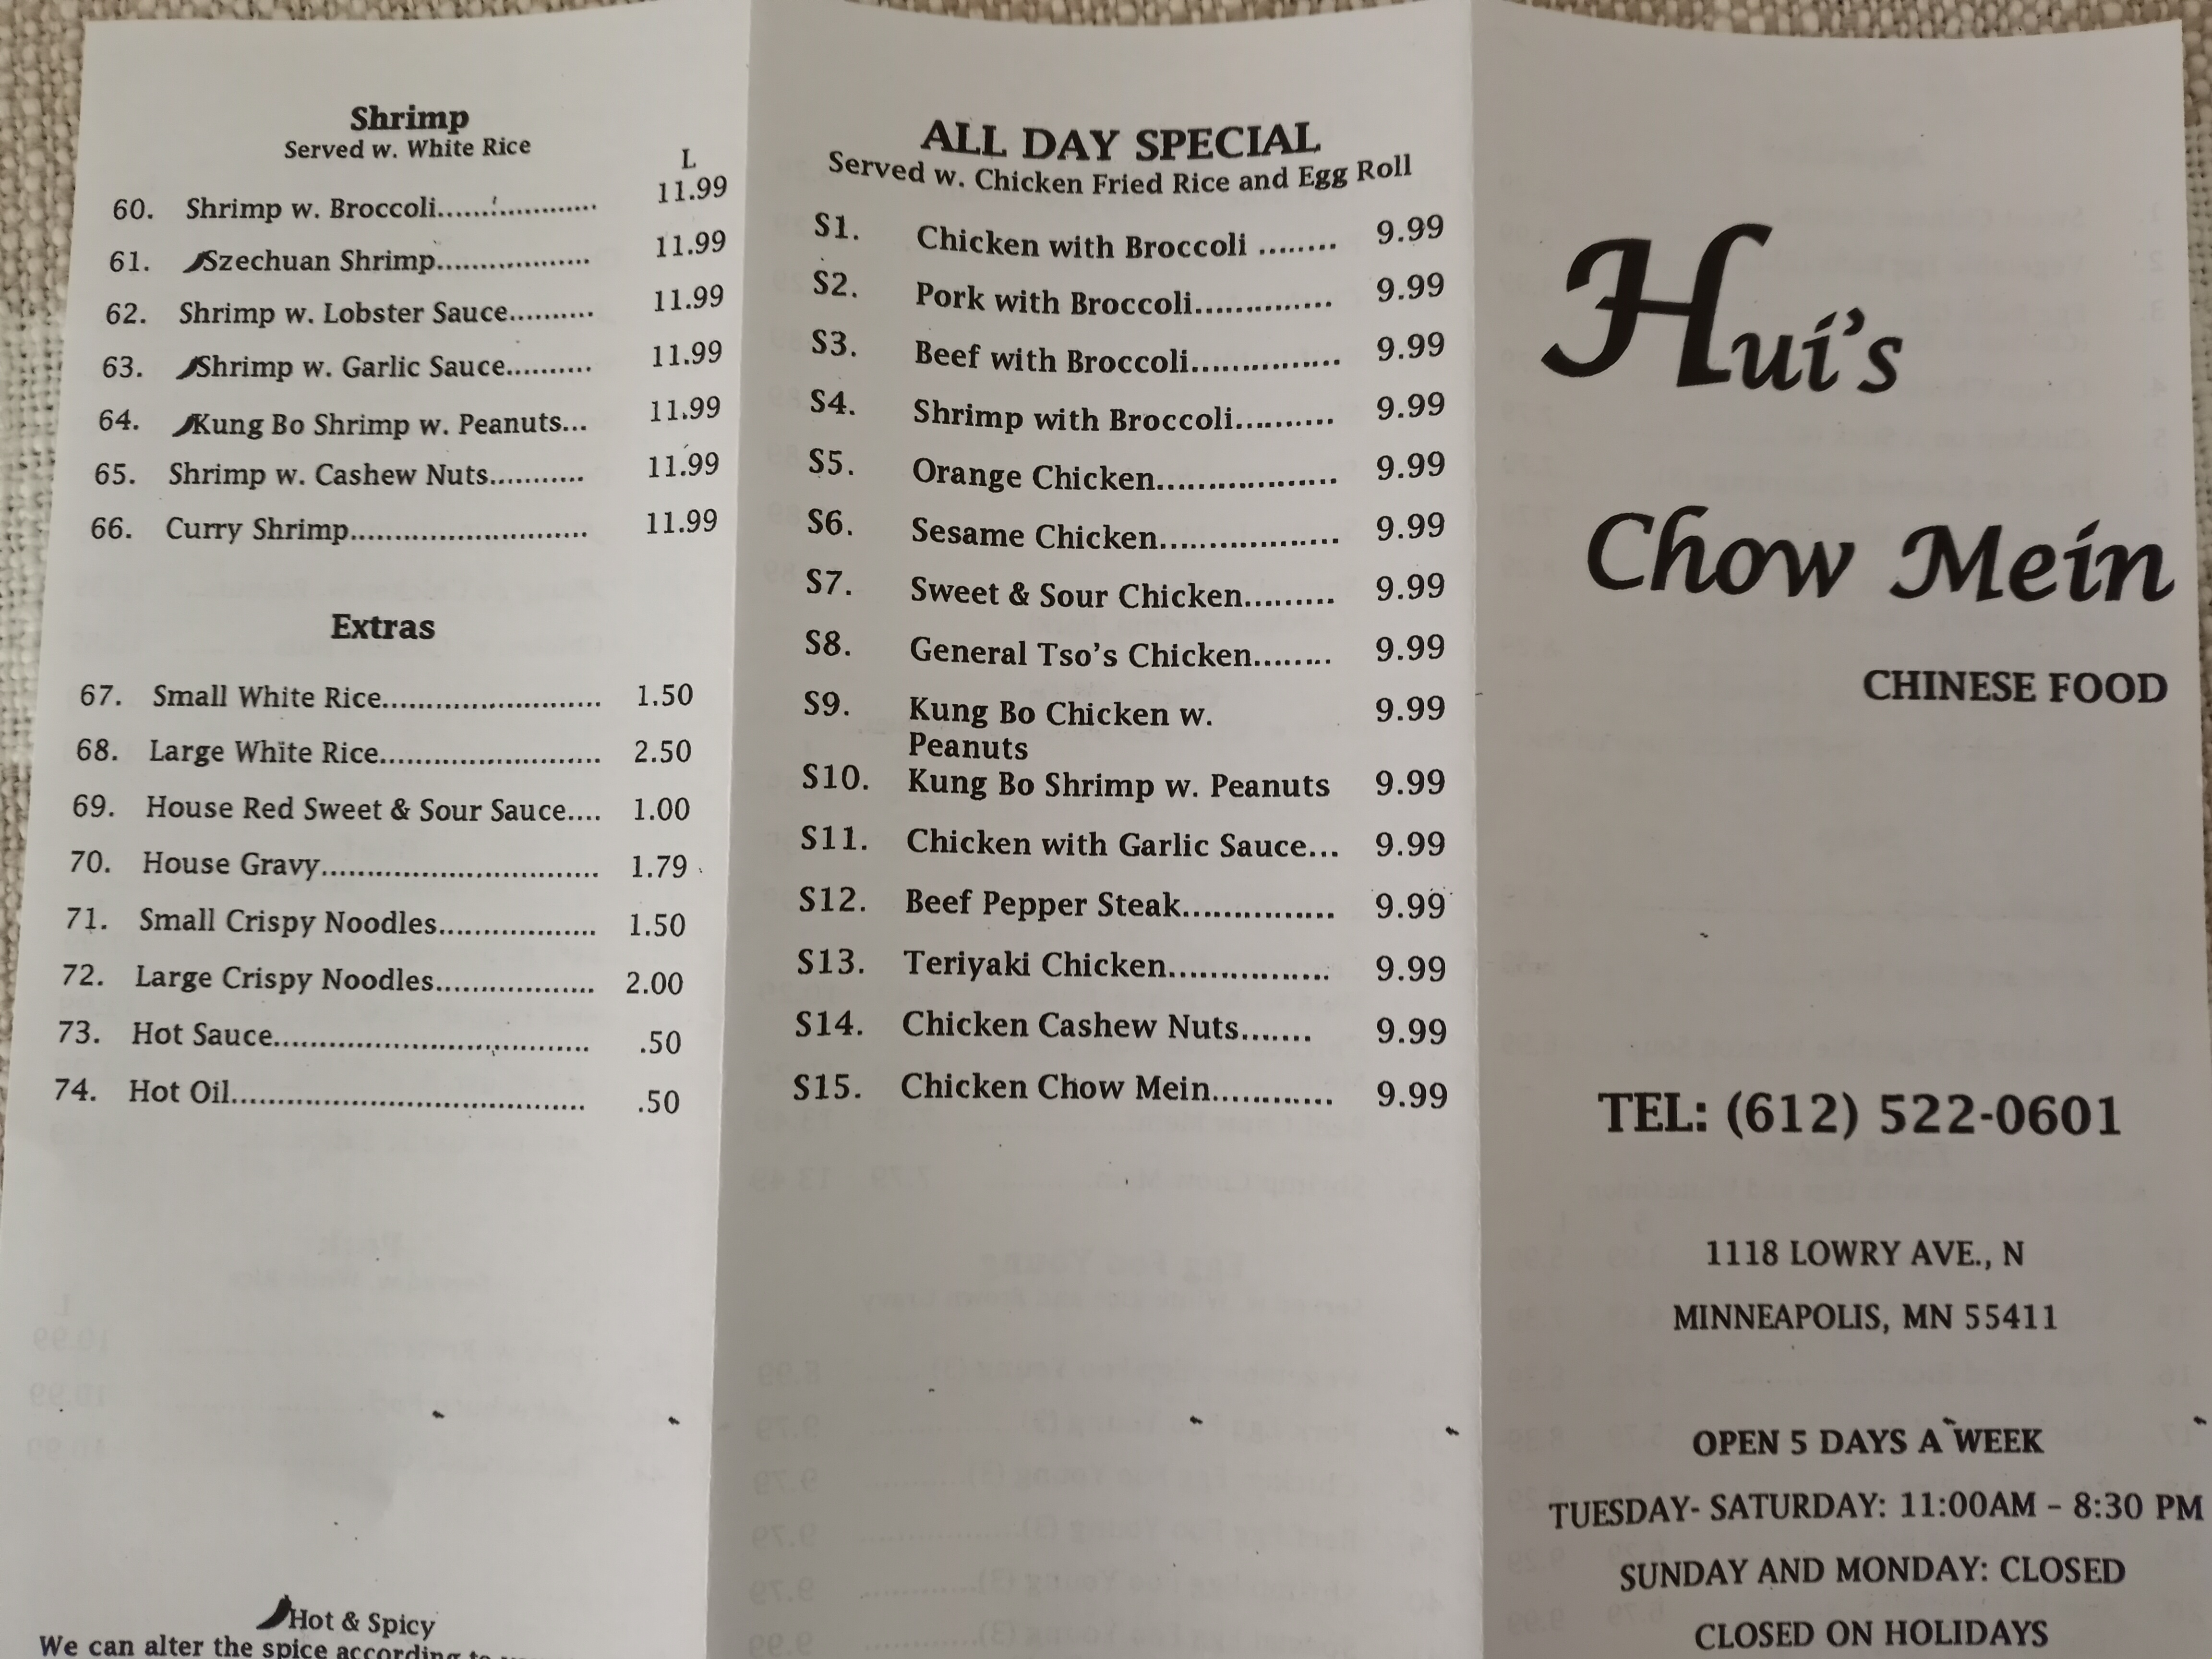 Shrimp
Served w. White Rice
L
60. Shrimp w. Broccoli.................. 11.99
61. Szechuan Shrimp.................. 11.99
62. Shrimp w. Lobster Sauce.......... 11.99
63. Shrimp w. Garlic Sauce.......... 11.99
64. Kung Bo Shrimp w. Peanuts... 11.99
65. Shrimp w. Cashew Nuts........... 11.99
66. Curry Shrimp........................... 11.99
Extras
67. Small White Rice......................... 1.50
68. Large White Rice......................... 2.50
69. House Red Sweet & Sour Sauce.... 1.00
70. House Gravy................................ 1.79
71. Small Crispy Noodles.................. 1.50
72. Large Crispy Noodles.................. 2.00
73. Hot Sauce.................................... .50
74. Hot Oil........................................ .50
Hot & Spicy
We can alter the spice according to
ALL DAY SPECIAL
Served w. Chicken Fried Rice and Egg Roll
S1. Chicken with Broccoli ........ 9.99
S2. Pork with Broccoli............. 9.99
S3. Beef with Broccoli.............. 9.99
S4. Shrimp with Broccoli.......... 9.99
S5. Orange Chicken................... 9.99
S6. Sesame Chicken................... 9.99
S7. Sweet & Sour Chicken......... 9.99
S8. General Tso's Chicken........ 9.99
S9. Kung Bo Chicken w. 9.99
Peanuts
S10. Kung Bo Shrimp w. Peanuts 9.99
S11. Chicken with Garlic Sauce... 9.99
S12. Beef Pepper Steak............... 9.99
S13. Teriyaki Chicken................ 9.99
S14. Chicken Cashew Nuts....... 9.99
S15. Chicken Chow Mein............ 9.99
Hui's
Chow Mein
CHINESE FOOD
TEL: (612) 522-0601
1118 LOWRY AVE., N
MINNEAPOLIS, MN 55411
OPEN 5 DAYS A WEEK
TUESDAY- SATURDAY: 11:00AM – 8:30 PM
SUNDAY AND MONDAY: CLOSED
CLOSED ON HOLIDAYS